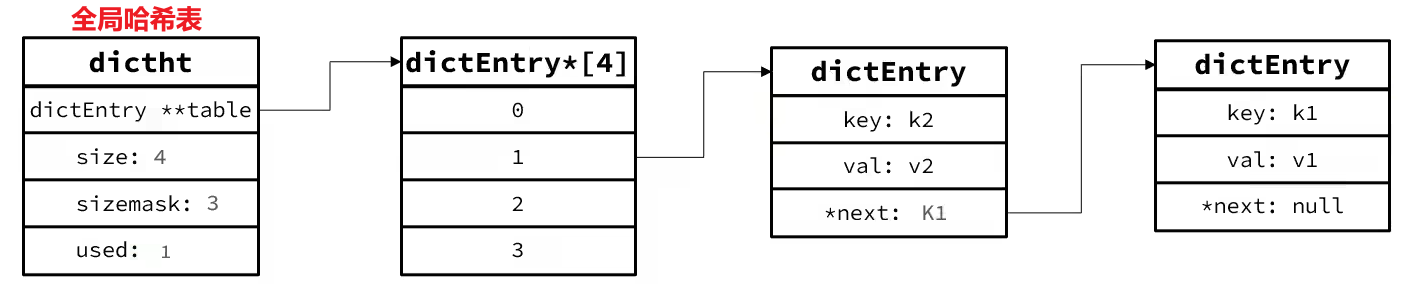 全局哈希表
dictht
dictEntry **table
size: 4
sizemask: 3
used: 1
dictEntry*[4]
0
1
2
3
dictEntry
key: k2
val: v2
*next: K1
dictEntry
key: k1
val: v1
*next: null